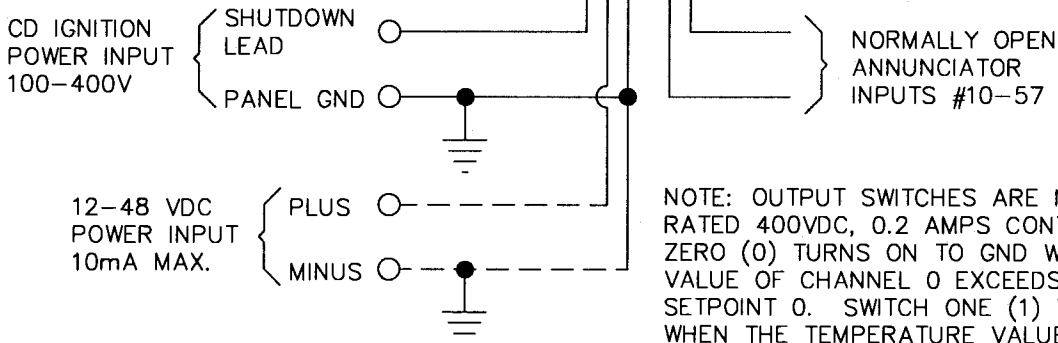 CD IGNITION
POWER INPUT
100-400V
SHUTDOWN
LEAD
PANEL GND
NORMALLY OPEN
ANNUNCIATOR
INPUTS #10-57
12-48 VDC
POWER INPUT
10mA MAX.
PLUS
MINUS
NOTE: OUTPUT SWITCHES ARE
RATED 400VDC, 0.2 AMPS
ZERO (0) TURNS ON TO GND
VALUE OF CHANNEL 0 EXCEEDS
SETPOINT 0. SWITCH ONE (1)
WHEN THE TEMPERATURE VALUE